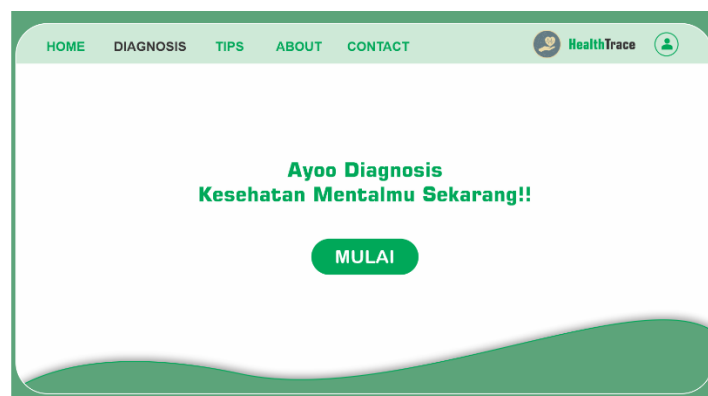 HOME DIAGNOSIS TIPS ABOUT CONTACT HealthTrace
Ayoo Diagnosis
Kesehatan Mentalmu Sekarang!!
MULAI